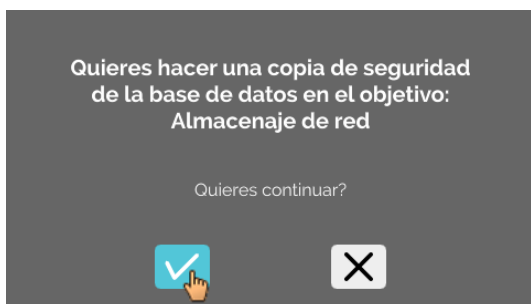 Quieres hacer una copia de seguridad
de la base de datos en el objetivo:
Almacenaje de red
Quieres continuar?